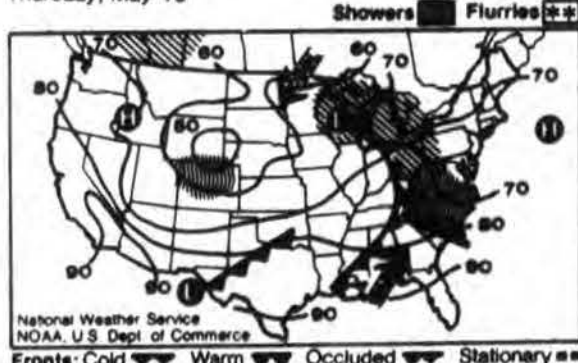 Showers Flurries
70 60 60 70 70
80
H H
60
70
80
90 90 90 90
National Weather Service
NOAA, U S Dept of Commerce
Fronts: Cold Warm Occluded Stationary